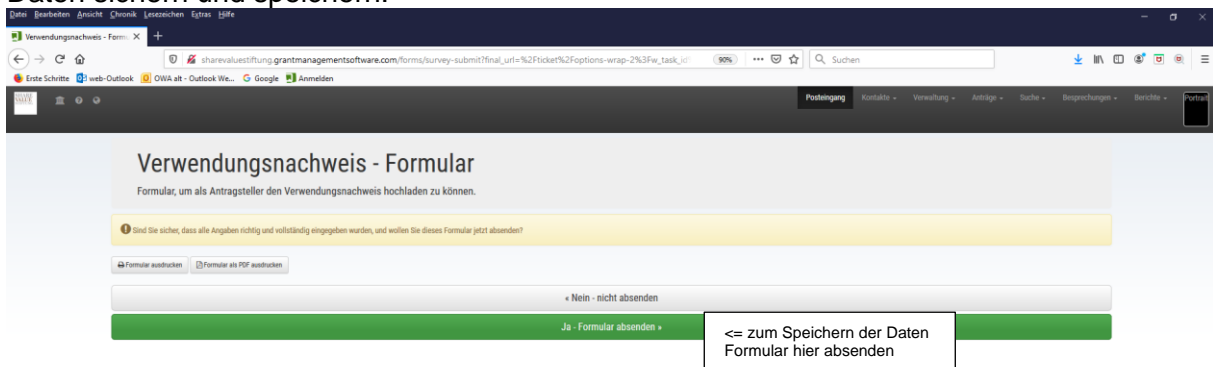 Daten sichern und speichern.
Datei Bearbeiten Ansicht Chronik Lesezeichen Extras Hilfe
Verwendungsnachweis - Formu
sharevaluestiftung.grantmanagementsoftware.com/forms/survey-submit?final_url=%2Fticket%2Foptions-wrap-2%3Fw_task_id 90% Suchen
Erste Schritte web-Outlook OWA alt - Outlook We... Google Anmelden
Posteingang Kontakte Verwaltung Anträge Suche Besprechungen Berichte Portrait
Verwendungsnachweis - Formular
Formular, um als Antragsteller den Verwendungsnachweis hochladen zu können.
Sind Sie sicher, dass alle Angaben richtig und vollständig eingegeben wurden, und wollen Sie dieses Formular jetzt absenden?
Formular ausdrucken Formular als PDF ausdrucken
« Nein - nicht absenden
Ja - Formular absenden »
<= zum Speichern der Daten
Formular hier absenden